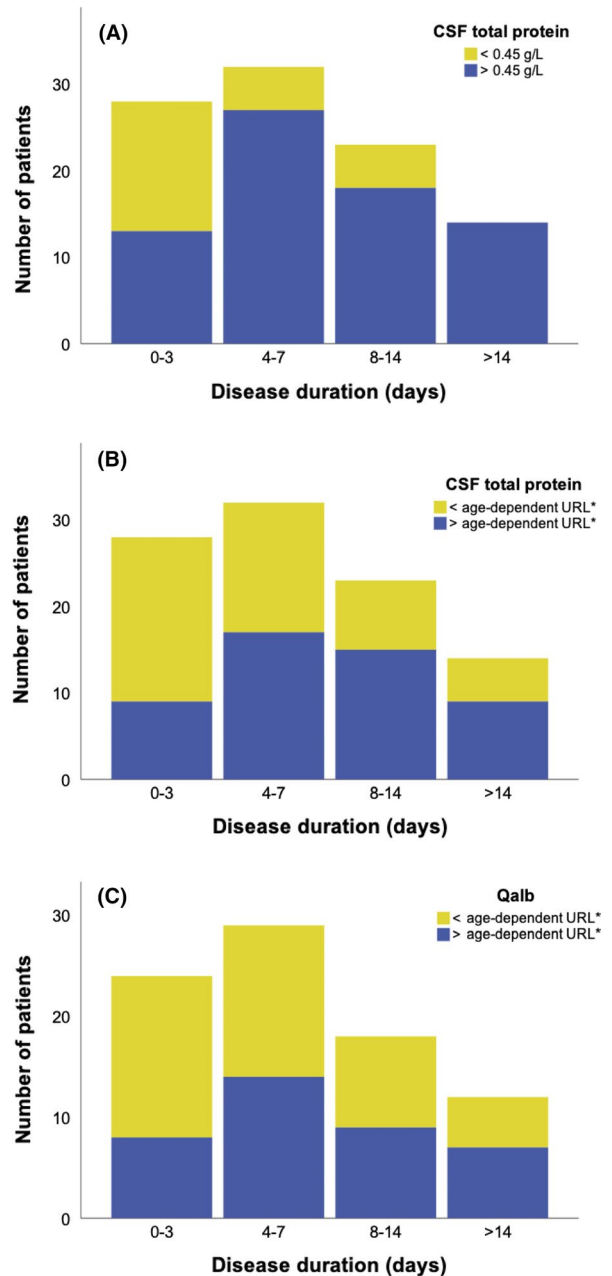 (A)
CSF total protein
< 0.45 g/L
> 0.45 g/L
30
20
10
0
Number of patients
0-3 4-7 8-14 >14
Disease duration (days)
(B)
CSF total protein
< age-dependent URL*
> age-dependent URL*
30
20
10
0
Number of patients
0-3 4-7 8-14 >14
Disease duration (days)
(C)
Qalb
< age-dependent URL*
> age-dependent URL*
30
20
10
0
Number of patients
0-3 4-7 8-14 >14
Disease duration (days)